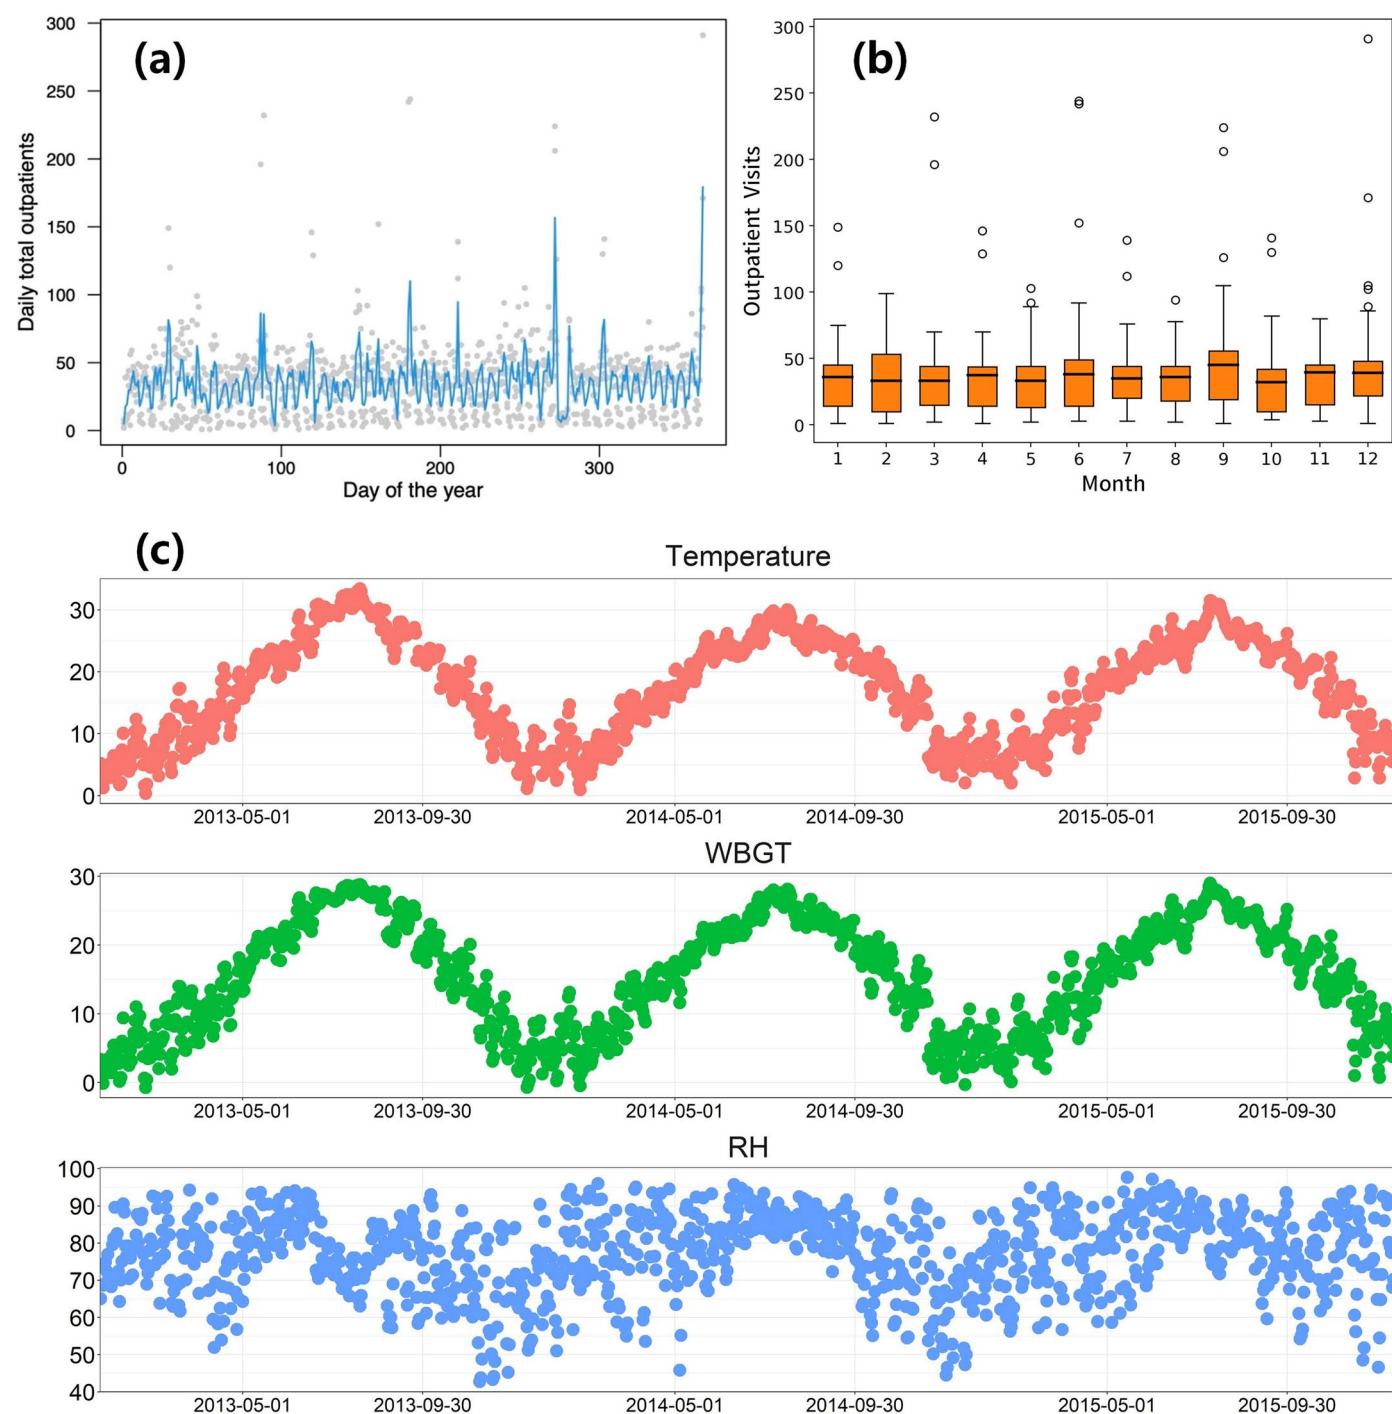 (a)
300
250
200
150
100
50
0
Daily total outpatients
0 100 200 300
Day of the year
(b)
300
250
200
150
100
50
0
Outpatient Visits
1 2 3 4 5 6 7 8 9 10 11 12
Month
(c)
Temperature
30
20
10
0
2013-05-01 2013-09-30 2014-05-01 2014-09-30 2015-05-01 2015-09-30
WBGT
30
20
10
0
2013-05-01 2013-09-30 2014-05-01 2014-09-30 2015-05-01 2015-09-30
RH
100
90
80
70
60
50
40
2013-05-01 2013-09-30 2014-05-01 2014-09-30 2015-05-01 2015-09-30